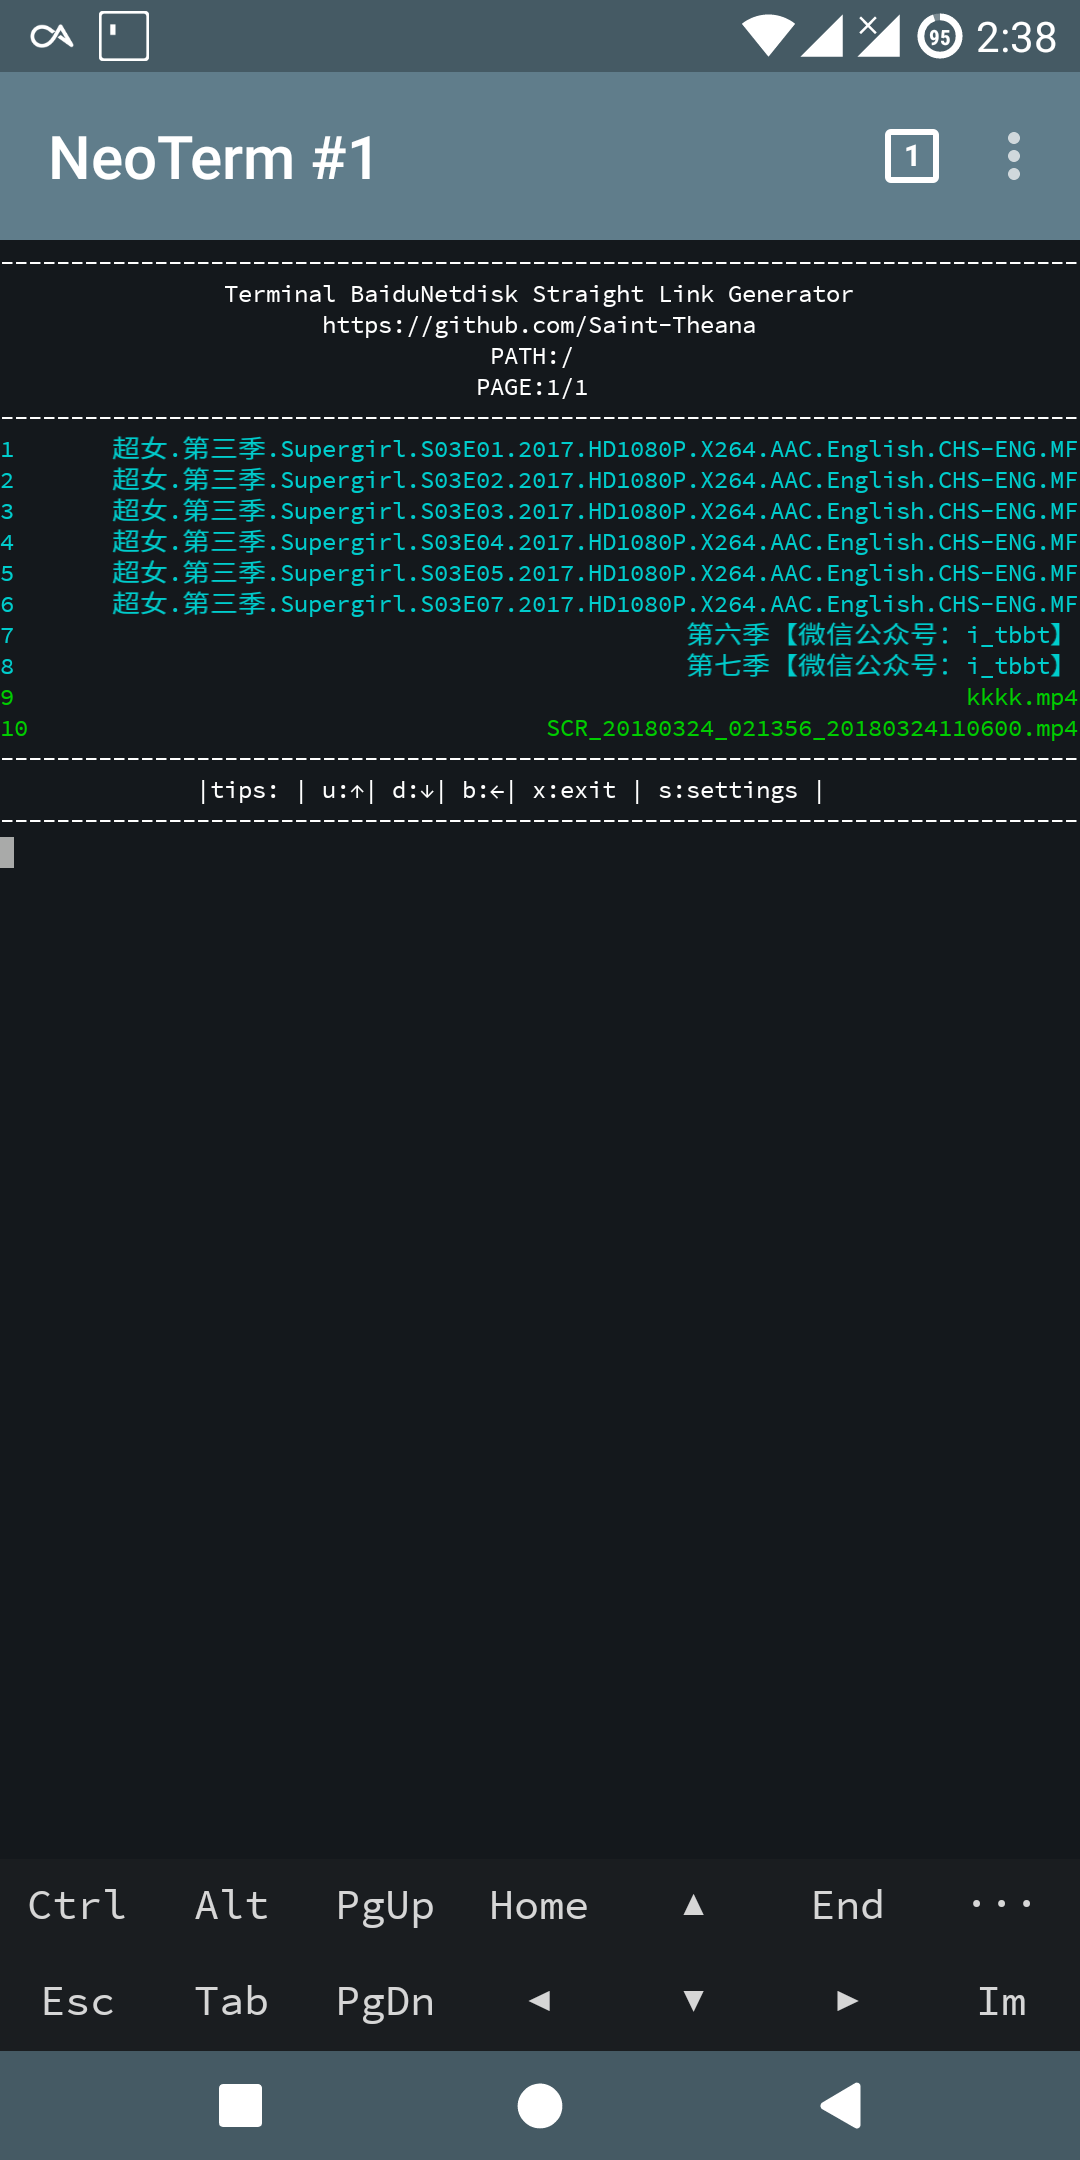 95 2:38
NeoTerm #1
1
Terminal BaiduNetdisk Straight Link Generator
https://github.com/Saint-Theana
PATH:/
PAGE:1/1
1 超女.第三季.Supergirl.S03E01.2017.HD1080P.X264.AAC.English.CHS-ENG.MF
2 超女.第三季.Supergirl.S03E02.2017.HD1080P.X264.AAC.English.CHS-ENG.MF
3 超女.第三季.Supergirl.S03E03.2017.HD1080P.X264.AAC.English.CHS-ENG.MF
4 超女.第三季.Supergirl.S03E04.2017.HD1080P.X264.AAC.English.CHS-ENG.MF
5 超女.第三季.Supergirl.S03E05.2017.HD1080P.X264.AAC.English.CHS-ENG.MF
6 超女.第三季.Supergirl.S03E07.2017.HD1080P.X264.AAC.English.CHS-ENG.MF
7 第六季【微信公众号：i_tbbt】
8 第七季【微信公众号：i_tbbt】
9 kkkk.mp4
10 SCR_20180324_021356_20180324110600.mp4
|tips: | u:↑| d:↓| b:←| x:exit | s:settings |
Ctrl Alt PgUp Home ▲ End ···
Esc Tab PgDn ◀ ▼ ▶ Im